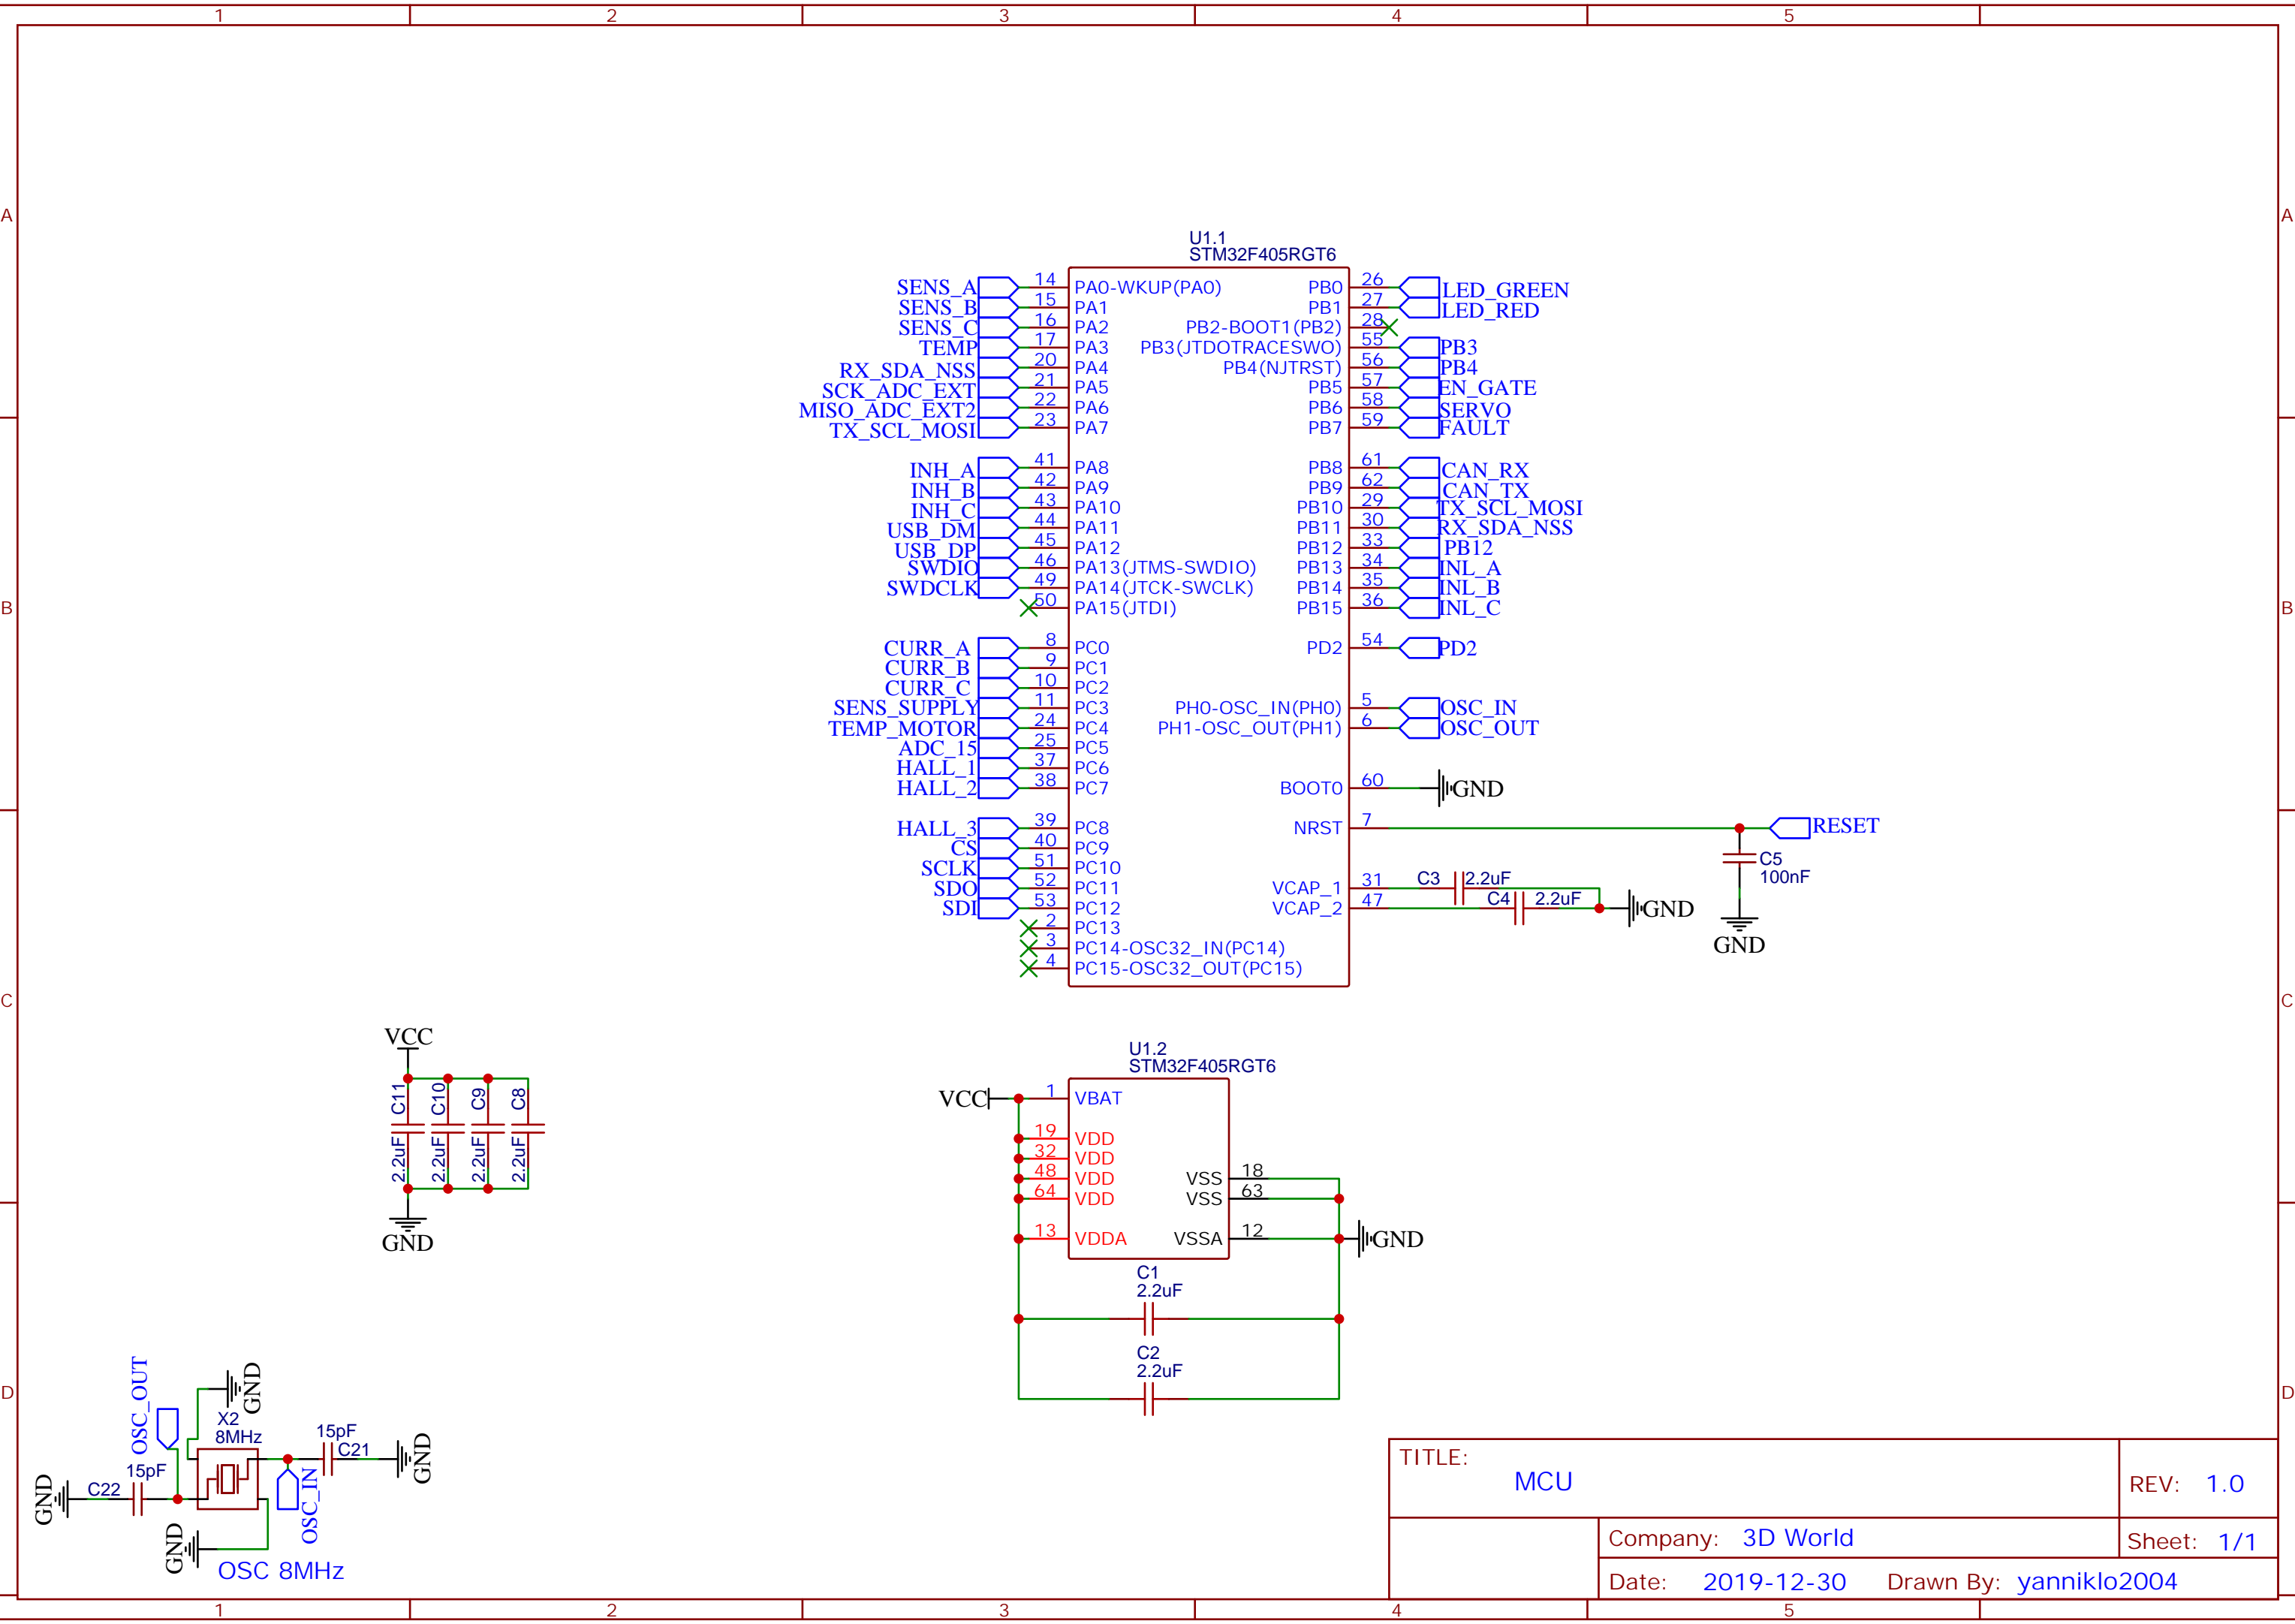 1 2 3 4 5
A A
B B
C C
D D
U1.1
STM32F405RGT6
SENS_A 14 PA0-WKUP(PA0) PB0 26 LED_GREEN
SENS_B 15 PA1 PB1 27 LED_RED
SENS_C 16 PA2 PB2-BOOT1(PB2) 28
TEMP 17 PA3 PB3(JTDOTRACESWO) 55 PB3
RX_SDA_NSS 20 PA4 PB4(NJTRST) 56 PB4
SCK_ADC_EXT 21 PA5 PB5 57 EN_GATE
MISO_ADC_EXT2 22 PA6 PB6 58 SERVO
TX_SCL_MOSI 23 PA7 PB7 59 FAULT
INH_A 41 PA8 PB8 61 CAN_RX
INH_B 42 PA9 PB9 62 CAN_TX
INH_C 43 PA10 PB10 29 TX_SCL_MOSI
USB_DM 44 PA11 PB11 30 RX_SDA_NSS
USB_DP 45 PA12 PB12 33 PB12
SWDIO 46 PA13(JTMS-SWDIO) PB13 34 INL_A
SWDCLK 49 PA14(JTCK-SWCLK) PB14 35 INL_B
50 PA15(JTDI) PB15 36 INL_C
CURR_A 8 PC0 PD2 54 PD2
CURR_B 9 PC1
CURR_C 10 PC2
SENS_SUPPLY 11 PC3 PH0-OSC_IN(PH0) 5 OSC_IN
TEMP_MOTOR 24 PC4 PH1-OSC_OUT(PH1) 6 OSC_OUT
ADC_15 25 PC5
HALL_1 37 PC6
HALL_2 38 PC7 BOOT0 60 GND
HALL_3 39 PC8 NRST 7 RESET
CS 40 PC9
SCLK 51 PC10
SDO 52 PC11 VCAP_1 31 C3 2.2uF
SDI 53 PC12 VCAP_2 47 C4 2.2uF GND
2 PC13
3 PC14-OSC32_IN(PC14)
4 PC15-OSC32_OUT(PC15)
C5
100nF
GND
VCC
C11 C10 C9 C8
2.2uF 2.2uF 2.2uF 2.2uF
GND
U1.2
STM32F405RGT6
VCC 1 VBAT
19 VDD
32 VDD
48 VDD VSS 18
64 VDD VSS 63
13 VDDA VSSA 12 GND
C1
2.2uF
C2
2.2uF
OSC_OUT
GND
X2
8MHz
15pF
C21
GND
15pF
C22
GND
OSC_IN
GND
OSC 8MHz
TITLE:
MCU
REV: 1.0
Company: 3D World
Sheet: 1/1
Date: 2019-12-30 Drawn By: yanniklo2004
1 2 3 4 5